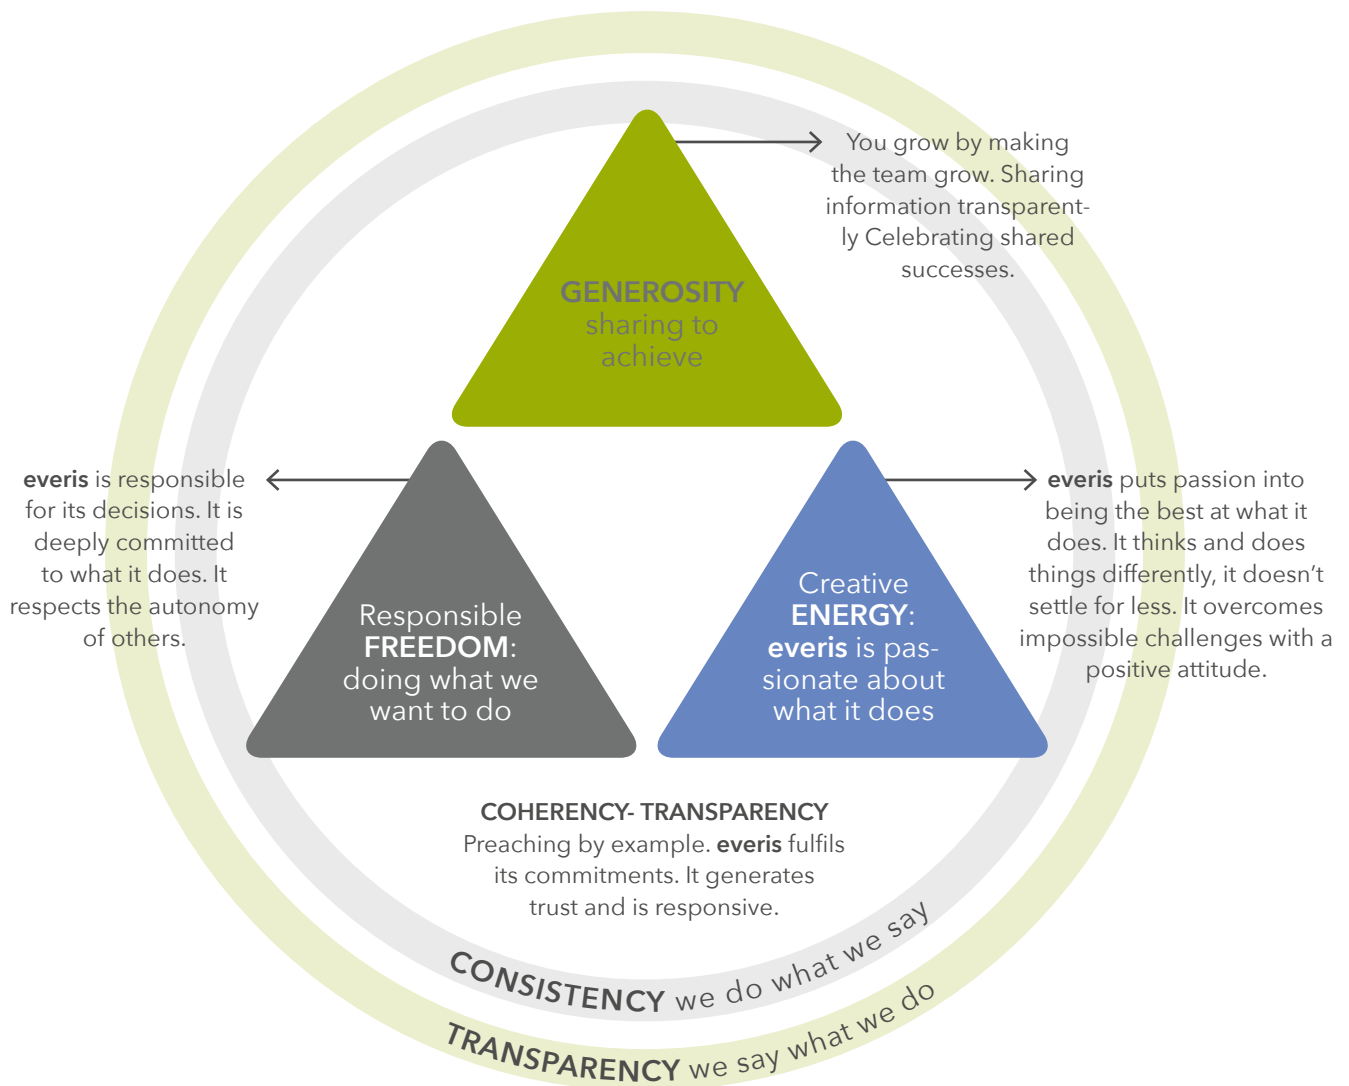 You grow by making
the team grow. Sharing
information transparent-
ly Celebrating shared
successes.
GENEROSITY
sharing to
achieve
everis is responsible
for its decisions. It is
deeply committed
to what it does. It
respects the autonomy
of others.
Responsible
FREEDOM:
doing what we
want to do
Creative
ENERGY:
everis is pas-
sionate about
what it does
everis puts passion into
being the best at what it
does. It thinks and does
things differently, it doesn’t
settle for less. It overcomes
impossible challenges with a
positive attitude.
COHERENCY- TRANSPARENCY
Preaching by example. everis fulfils
its commitments. It generates
trust and is responsive.
CONSISTENCY we do what we say
TRANSPARENCY we say what we do